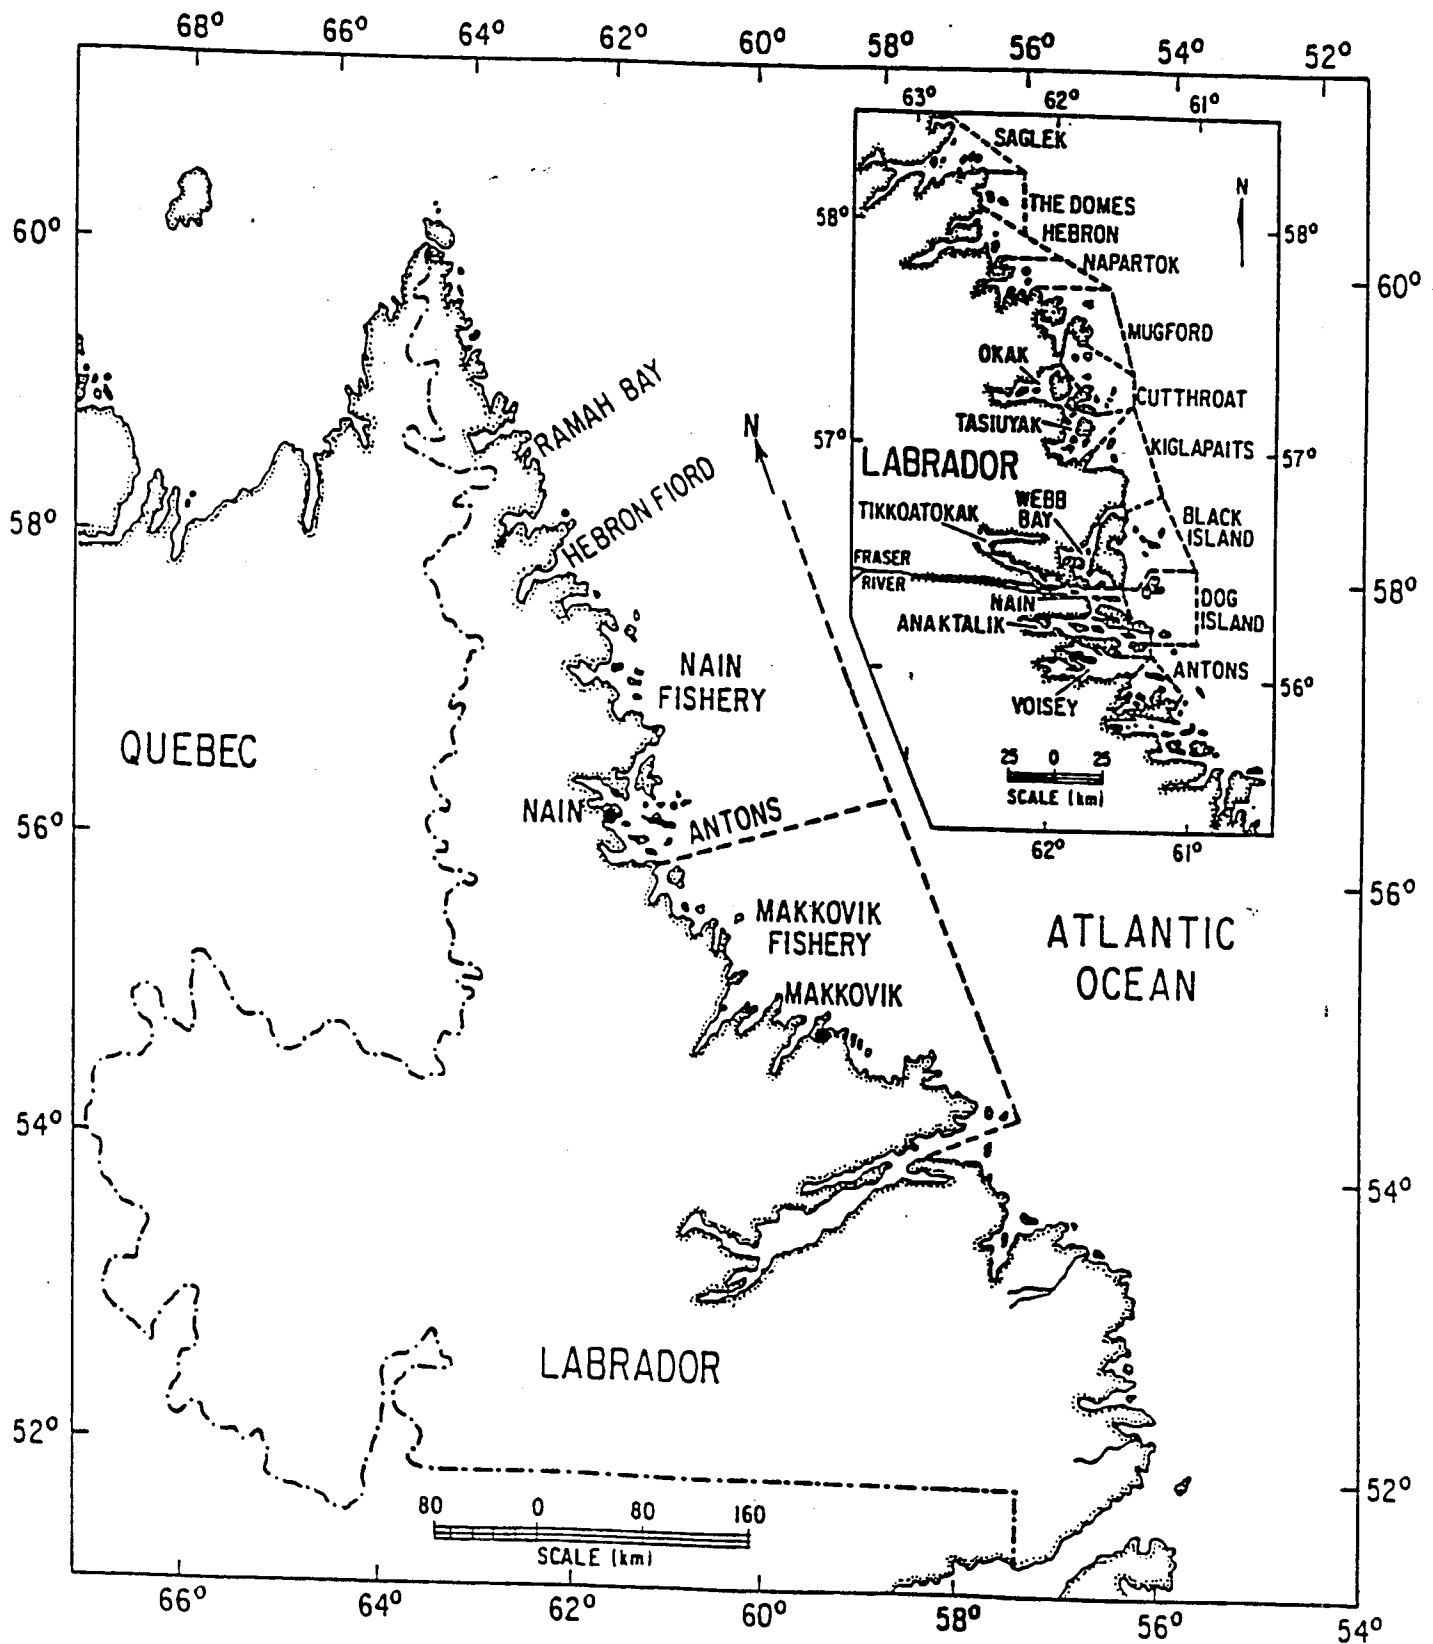 68° 66° 64° 62° 60° 58° 56° 54° 52°
63° 62° 61°
SAGLEK
N
THE DOMES
58° HEBRON 58°
NAPARTOK
60° 60°
MUGFORD
OKAK
CUTTHROAT
TASIUYAK
57° KIGLAPAITS 57°
LABRADOR
WEBB
BAY
TIKKOATOKAK
BLACK
ISLAND
FRASER
RIVER
NAIN
DOG
ISLAND
ANAKTALIK
ANTONS
56°
VOISEY
25 0 25
SCALE (km)
62° 61°
RAMAH BAY
N
58° 58°
HEBRON FIORD
NAIN
FISHERY
QUEBEC
NAIN
56° 56°
ANTONS
MAKKOVIK
FISHERY
ATLANTIC
OCEAN
MAKKOVIK
54° 54°
LABRADOR
52° 52°
80 0 80 160
SCALE (km)
66° 64° 62° 60° 58° 56° 54°